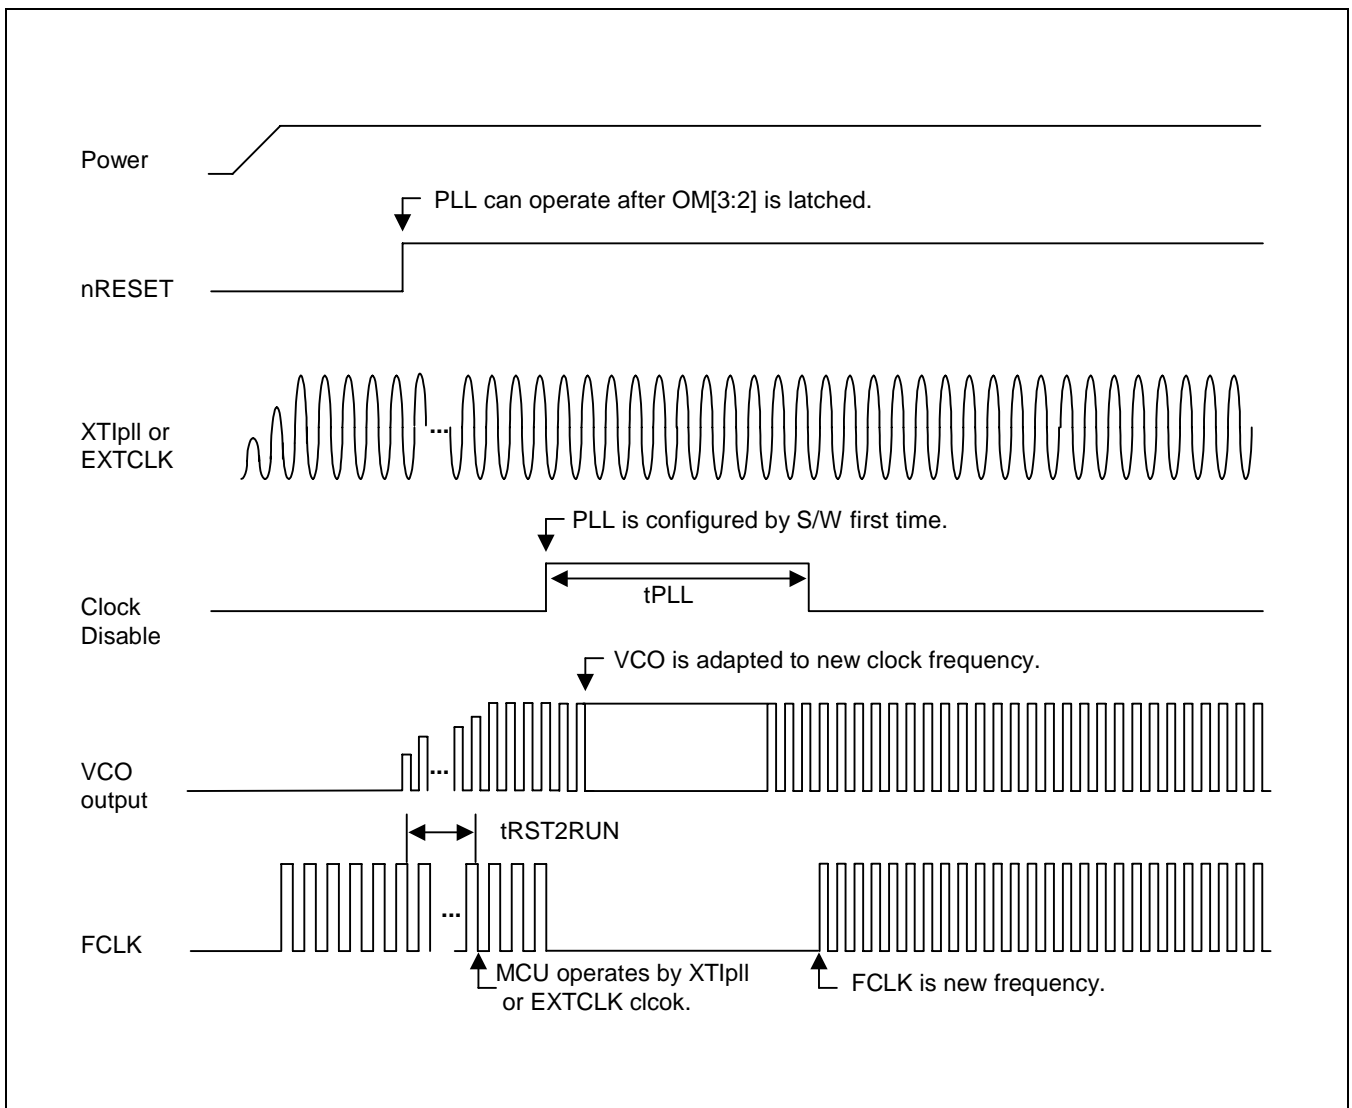 Power
PLL can operate after OM[3:2] is latched.
nRESET
XTIpll or
EXTCLK
...
PLL is configured by S/W first time.
tPLL
Clock
Disable
VCO is adapted to new clock frequency.
VCO
output
...
tRST2RUN
...
FCLK
MCU operates by XTIpll
or EXTCLK clcok.
FCLK is new frequency.